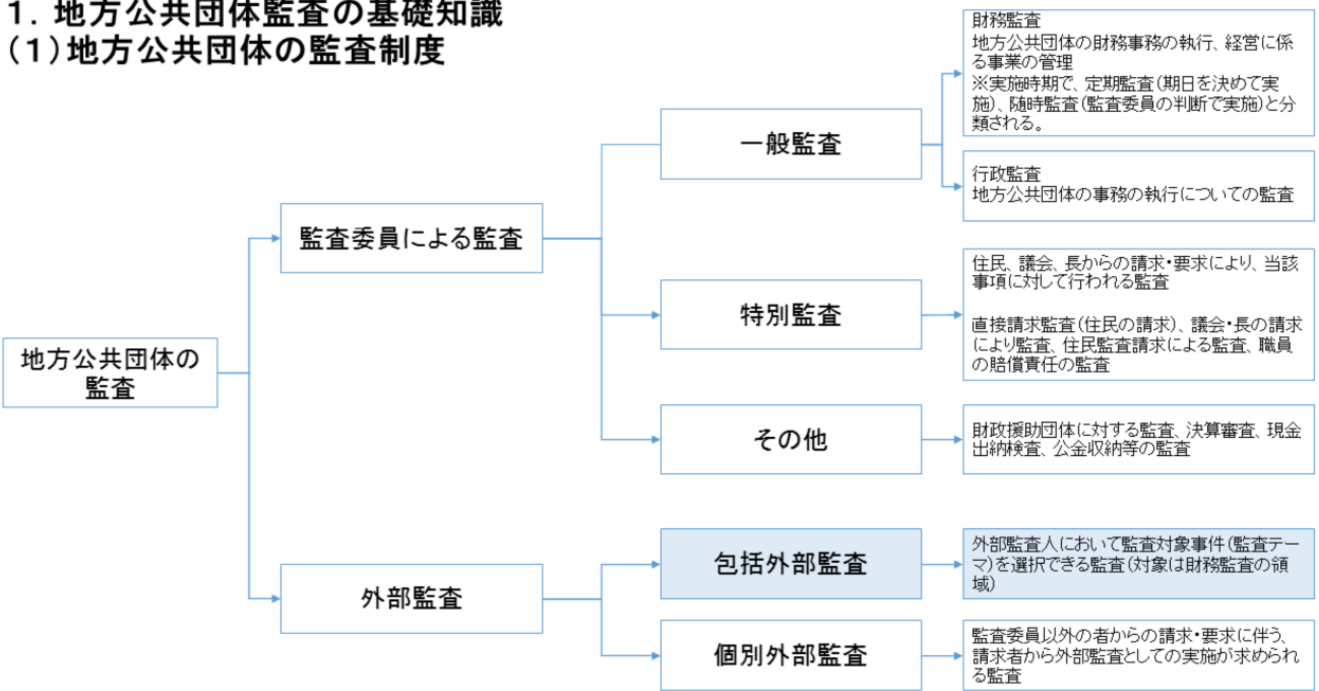 1. 地方公共団体監査の基礎知識
(1)地方公共団体の監査制度
地方公共団体の
監査
監査委員による監査
一般監査
財務監査
地方公共団体の財務事務の執行、経営に係
る事業の管理
※実施時期で、定期監査(期日を決めて実
施)、随時監査(監査委員の判断で実施)と分
類される。
行政監査
地方公共団体の事務の執行についての監査
特別監査
住民、議会、長からの請求・要求により、当該
事項に対して行われる監査
直接請求監査(住民の請求)、議会・長の請求
により監査、住民監査請求による監査、職員
の賠償責任の監査
その他
財政援助団体に対する監査、決算審査、現金
出納検査、公金収納等の監査
外部監査
包括外部監査
外部監査人において監査対象事件(監査テー
マ)を選択できる監査(対象は財務監査の領
域)
個別外部監査
監査委員以外の者からの請求・要求に伴う、
請求者から外部監査としての実施が求められ
る監査